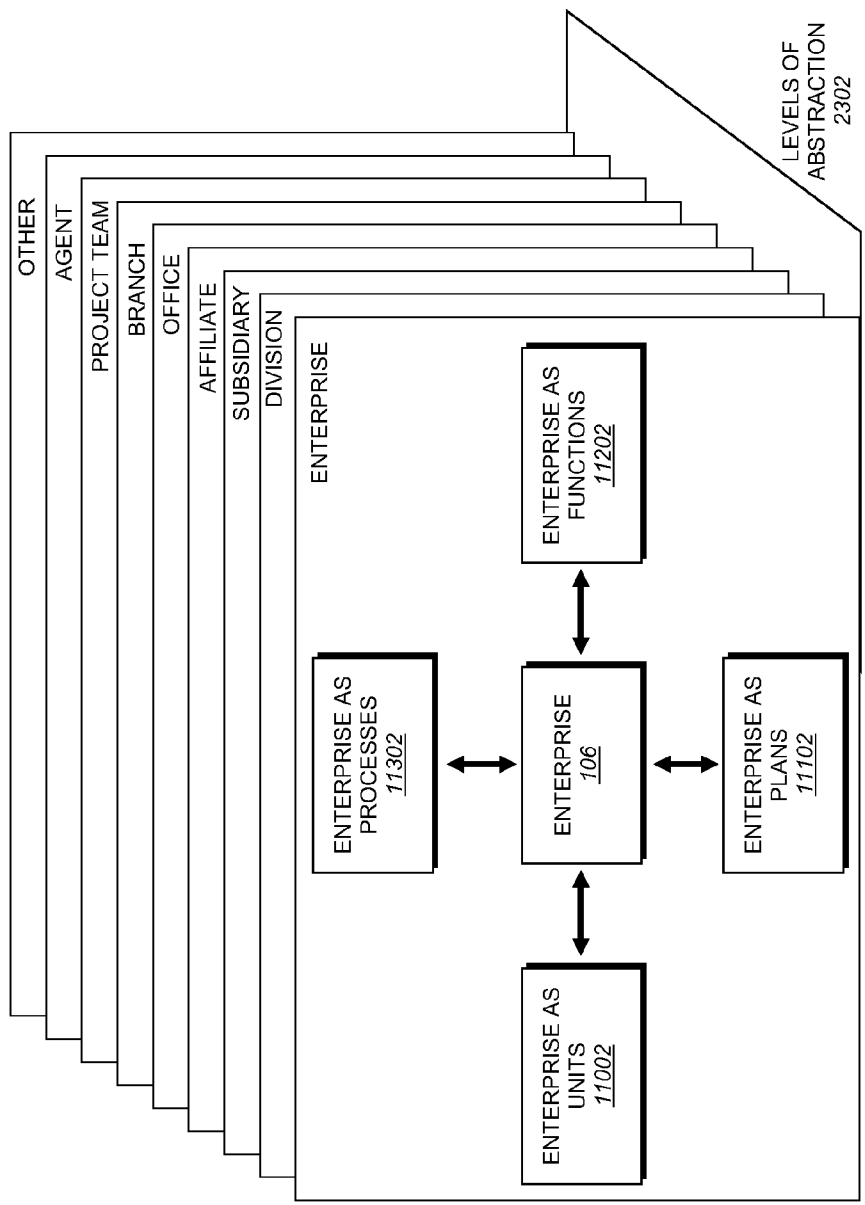 OTHER
AGENT
PROJECT TEAM
BRANCH
OFFICE
AFFILIATE
SUBSIDIARY
DIVISION
ENTERPRISE
ENTERPRISE AS
PROCESSES
11302
ENTERPRISE AS
UNITS
11002
ENTERPRISE
106
ENTERPRISE AS
FUNCTIONS
11202
ENTERPRISE AS
PLANS
11102
LEVELS OF
ABSTRACTION
2302